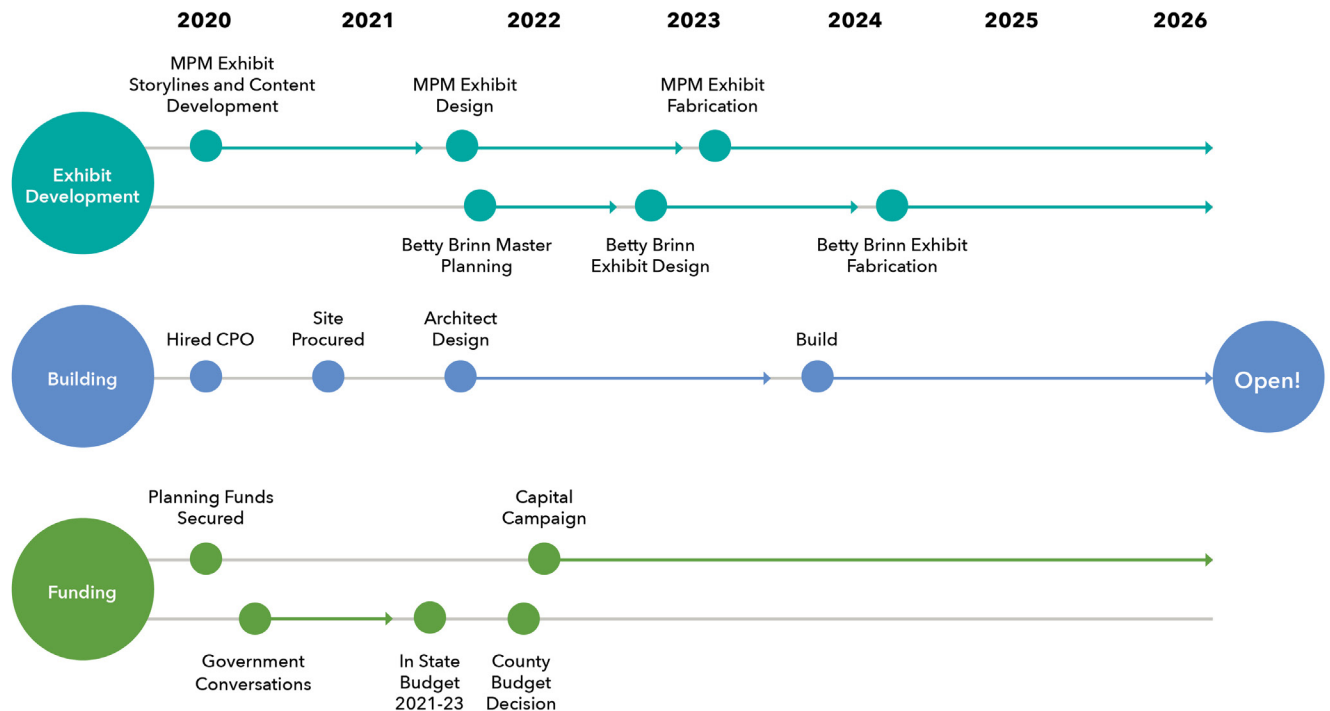 2020 2021 2022 2023 2024 2025 2026
MPM Exhibit
Storylines and Content
Development
MPM Exhibit
Design
MPM Exhibit
Fabrication
Exhibit
Development
Betty Brinn Master
Planning
Betty Brinn
Exhibit Design
Betty Brinn Exhibit
Fabrication
Hired CPO
Site
Procured
Architect
Design
Build
Building
Open!
Planning Funds
Secured
Capital
Campaign
Funding
Government
Conversations
In State
Budget
2021-23
County
Budget
Decision